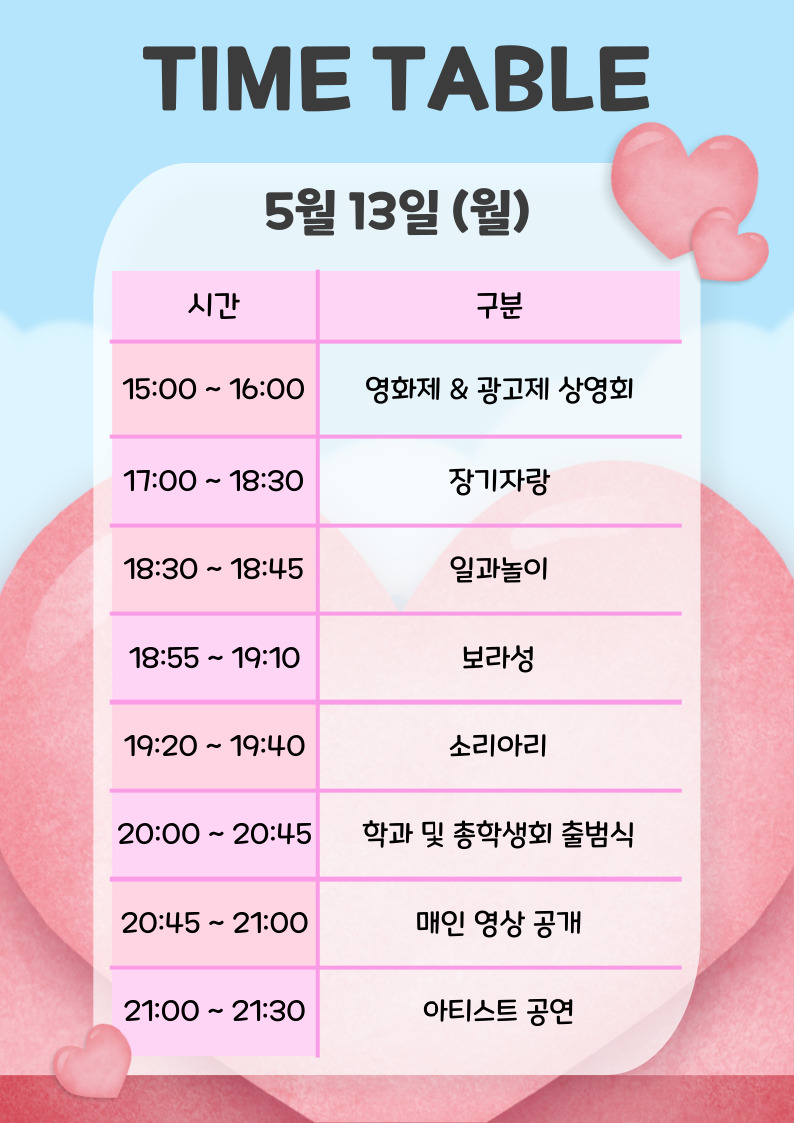 TIME TABLE
5월 13일 (월)
시간 구분
15:00 ~ 16:00 영화제 & 광고제 상영회
17:00 ~ 18:30 장기자랑
18:30 ~ 18:45 일과놀이
18:55 ~ 19:10 보라성
19:20 ~ 19:40 소리아리
20:00 ~ 20:45 학과 및 총학생회 출범식
20:45 ~ 21:00 매인 영상 공개
21:00 ~ 21:30 아티스트 공연